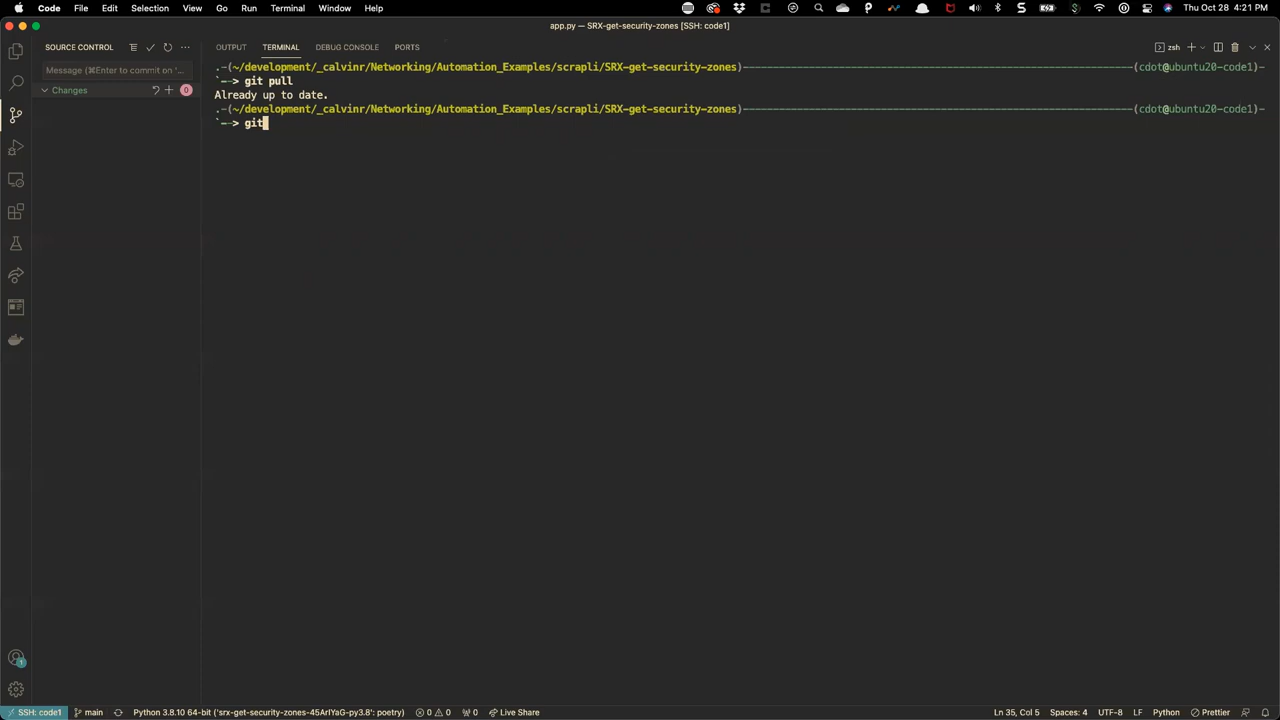 Code File Edit Selection View Go Run Terminal Window Help Thu Oct 28 4:21 PM
app.py — SRX-get-security-zones [SSH: code1]
SOURCE CONTROL
OUTPUT TERMINAL DEBUG CONSOLE PORTS zsh
Message (⌘Enter to commit on '...
Changes 0
.-(~/development/_calvinr/Networking/Automation_Examples/scrapli/SRX-get-security-zones)-(cdot@ubuntu20-code1)-
`--> git pull
Already up to date.
.-(~/development/_calvinr/Networking/Automation_Examples/scrapli/SRX-get-security-zones)-(cdot@ubuntu20-code1)-
`--> git
1
SSH: code1 main Python 3.8.10 64-bit ('srx-get-security-zones-45ArIYaG-py3.8': poetry) 0 0 0 Live Share Ln 35, Col 5 Spaces: 4 UTF-8 LF Python Prettier